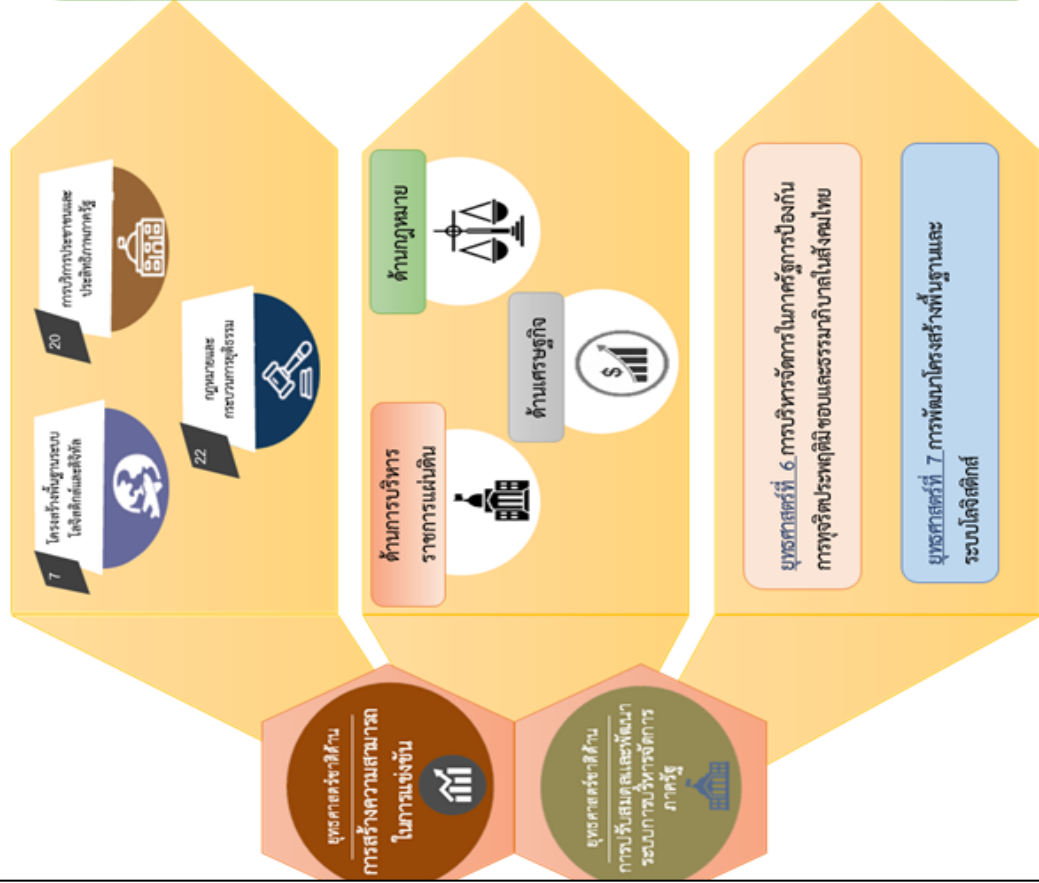 ยุทธศาสตร์ชาติด้าน
การสร้างความสามารถ
ในการแข่งขัน
ยุทธศาสตร์ชาติด้าน
การปรับสมดุลและพัฒนา
ระบบการบริหารจัดการ
ภาครัฐ
7
โครงสร้างพื้นฐานระบบ
โลจิสติกส์และดิจิทัล
20
การบริการประชาชนและ
ประสิทธิภาพภาครัฐ
22
กฎหมายและ
กระบวนการยุติธรรม
ด้านการบริหาร
ราชการแผ่นดิน
ด้านกฎหมาย
ด้านเศรษฐกิจ
$
ยุทธศาสตร์ที่ 6 การบริหารจัดการในภาครัฐการป้องกัน
การทุจริตประพฤติมิชอบและธรรมาภิบาลในสังคมไทย
ยุทธศาสตร์ที่ 7 การพัฒนาโครงสร้างพื้นฐานและ
ระบบโลจิสติกส์